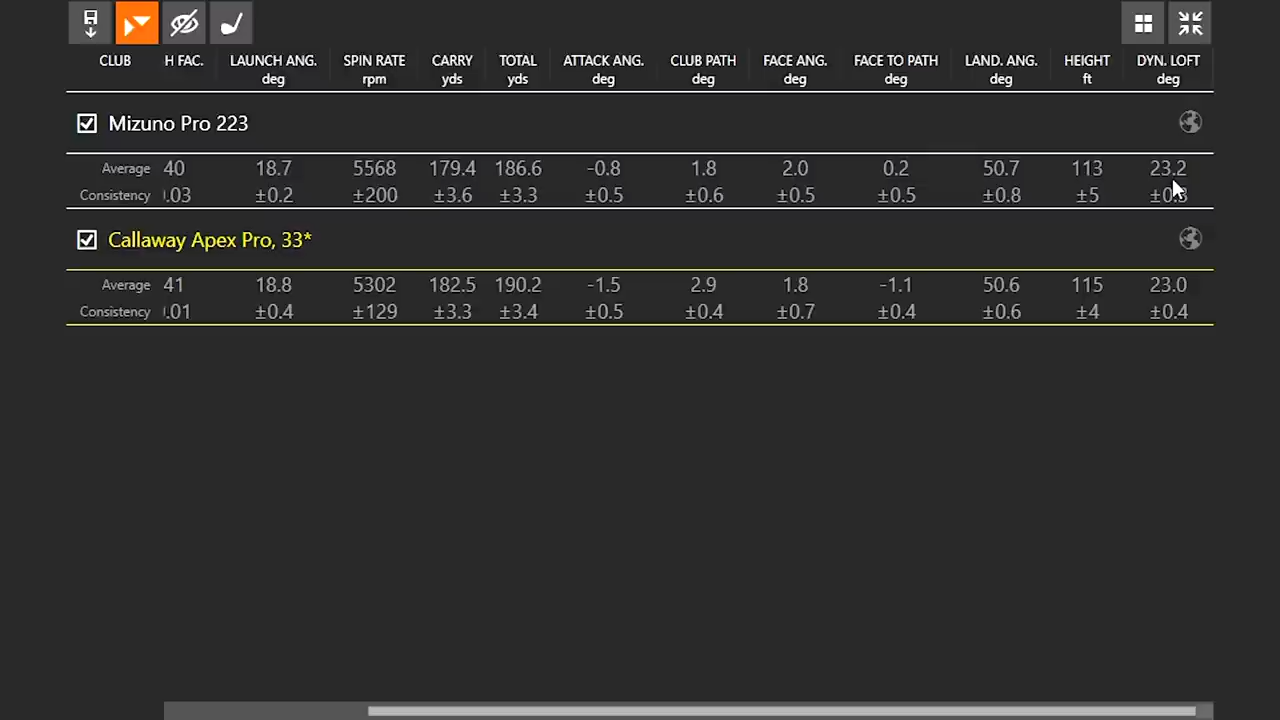 CLUB H FAC. LAUNCH ANG. SPIN RATE CARRY TOTAL ATTACK ANG. CLUB PATH FACE ANG. FACE TO PATH LAND. ANG. HEIGHT DYN. LOFT
deg rpm yds yds deg deg deg deg deg ft deg
Mizuno Pro 223
Average 40 18.7 5568 179.4 186.6 -0.8 1.8 2.0 0.2 50.7 113 23.2
Consistency .03 ±0.2 ±200 ±3.6 ±3.3 ±0.5 ±0.6 ±0.5 ±0.5 ±0.8 ±5
Callaway Apex Pro, 33*
Average 41 18.8 5302 182.5 190.2 -1.5 2.9 1.8 -1.1 50.6 115 23.0
Consistency .01 ±0.4 ±129 ±3.3 ±3.4 ±0.5 ±0.4 ±0.7 ±0.4 ±0.6 ±4 ±0.4